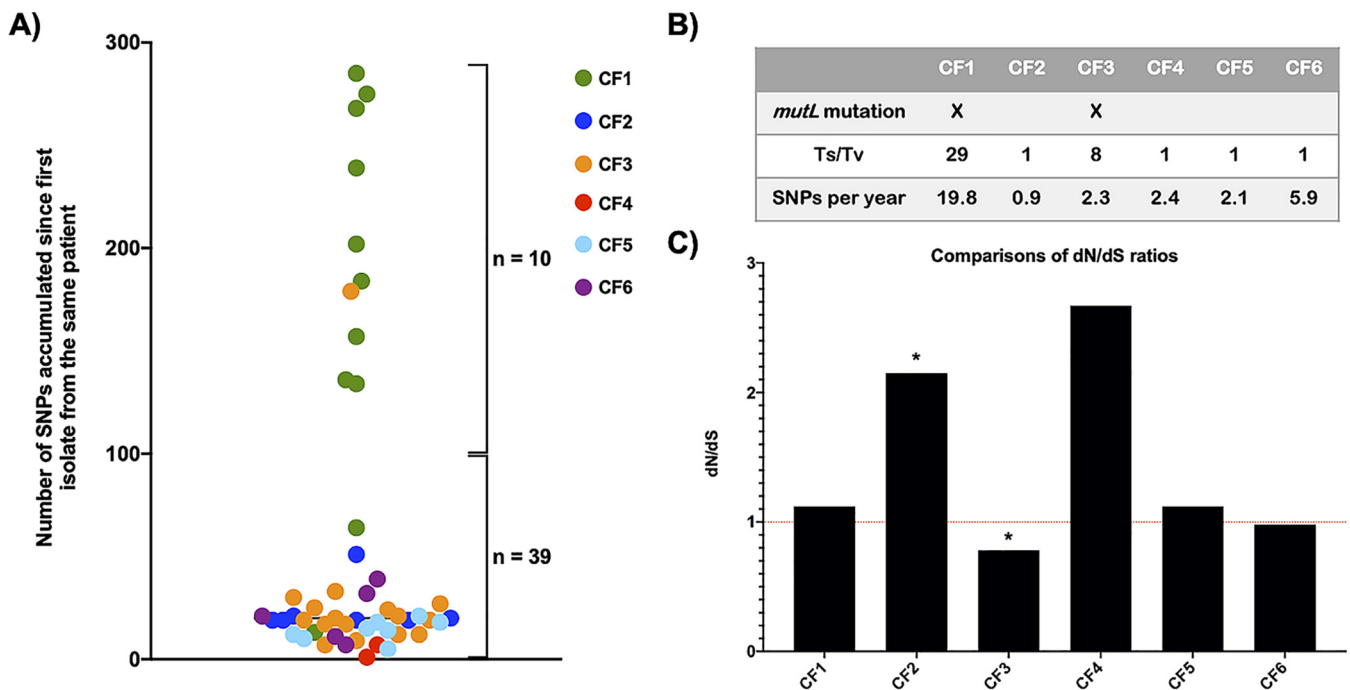 A)
Number of SNPs accumulated since first
isolate from the same patient
300
200
100
0
n = 10
n = 39
CF1
CF2
CF3
CF4
CF5
CF6
B)
CF1 CF2 CF3 CF4 CF5 CF6
mutL mutation X X
Ts/Tv 29 1 8 1 1 1
SNPs per year 19.8 0.9 2.3 2.4 2.1 5.9
C)
Comparisons of dN/dS ratios
dN/dS
3
2
1
0
*
*
CF1 CF2 CF3 CF4 CF5 CF6